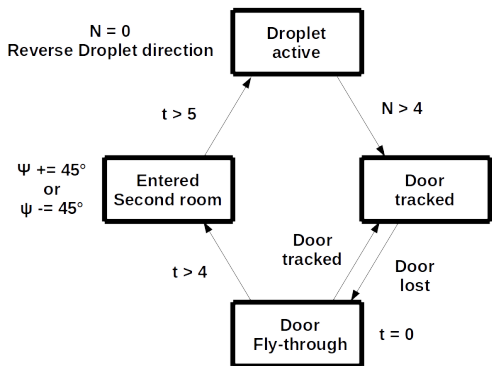 N = 0
Reverse Droplet direction
Droplet
active
t > 5
N > 4
Ψ += 45°
or
ψ -= 45°
Entered
Second room
Door
tracked
Door
tracked
Door
lost
t > 4
Door
Fly-through
t = 0